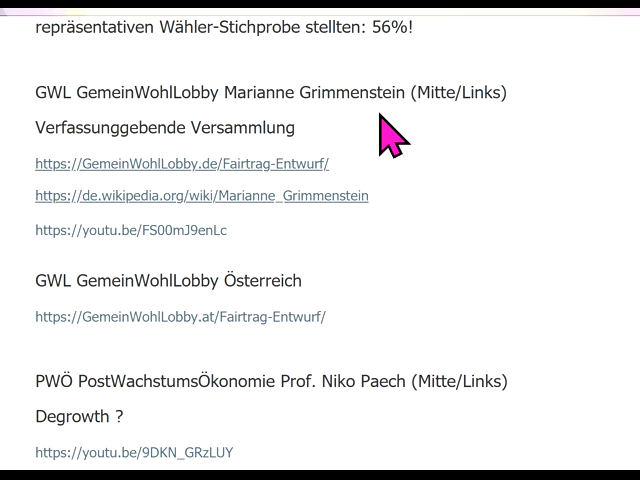 repräsentativen Wähler-Stichprobe stellten: 56%!
GWL GemeinWohlLobby Marianne Grimmenstein (Mitte/Links)
Verfassunggebende Versammlung
https://GemeinWohlLobby.de/Fairtrag-Entwurf/
https://de.wikipedia.org/wiki/Marianne_Grimmenstein
https://youtu.be/FS00mJ9enLc
GWL GemeinWohlLobby Österreich
https://GemeinWohlLobby.at/Fairtrag-Entwurf/
PWÖ PostWachstumsÖkonomie Prof. Niko Paech (Mitte/Links)
Degrowth ?
https://youtu.be/9DKN_GRzLUY